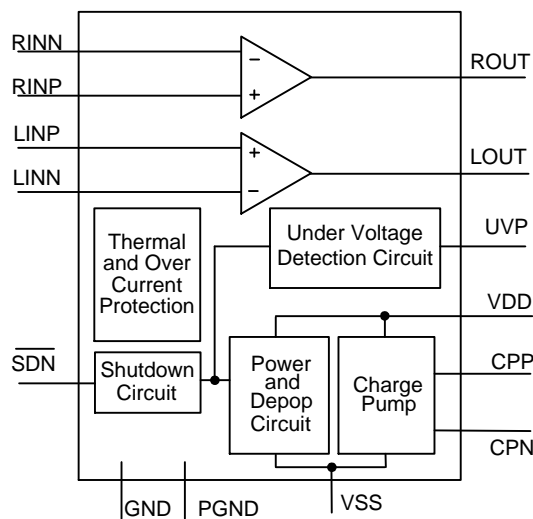 RINN
RINP
LINP
LINN
−
+
+
−
ROUT
LOUT
Thermal
and Over
Current
Protection
Under Voltage
Detection Circuit
UVP
VDD
SDN
Shutdown
Circuit
Power
and
Depop
Circuit
Charge
Pump
CPP
CPN
GND
PGND
VSS